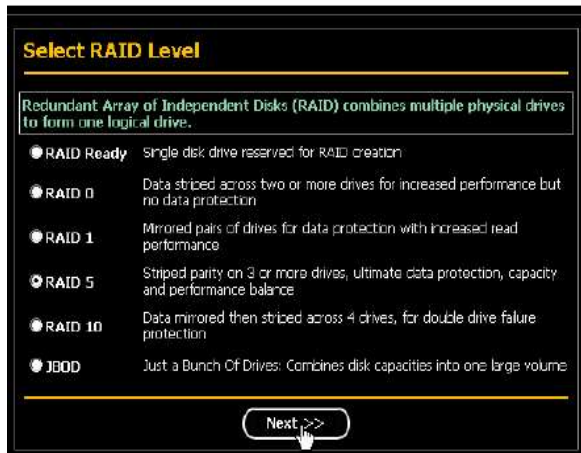 Select RAID Level
Redundant Array of Independent Disks (RAID) combines multiple physical drives
to form one logical drive.
RAID Ready Single disk drive reserved for RAID creation
RAID 0 Data striped across two or more drives for increased performance but
no data protection
RAID 1 Mirrored pairs of drives for data protection with increased read
performance
RAID 5 Striped parity on 3 or more drives, ultimate data protection, capacity
and performance balance
RAID 10 Data mirrored then striped across 4 drives, for double drive failure
protection
JBOD Just a Bunch Of Drives: Combines disk capacities into one large volume
Next >>